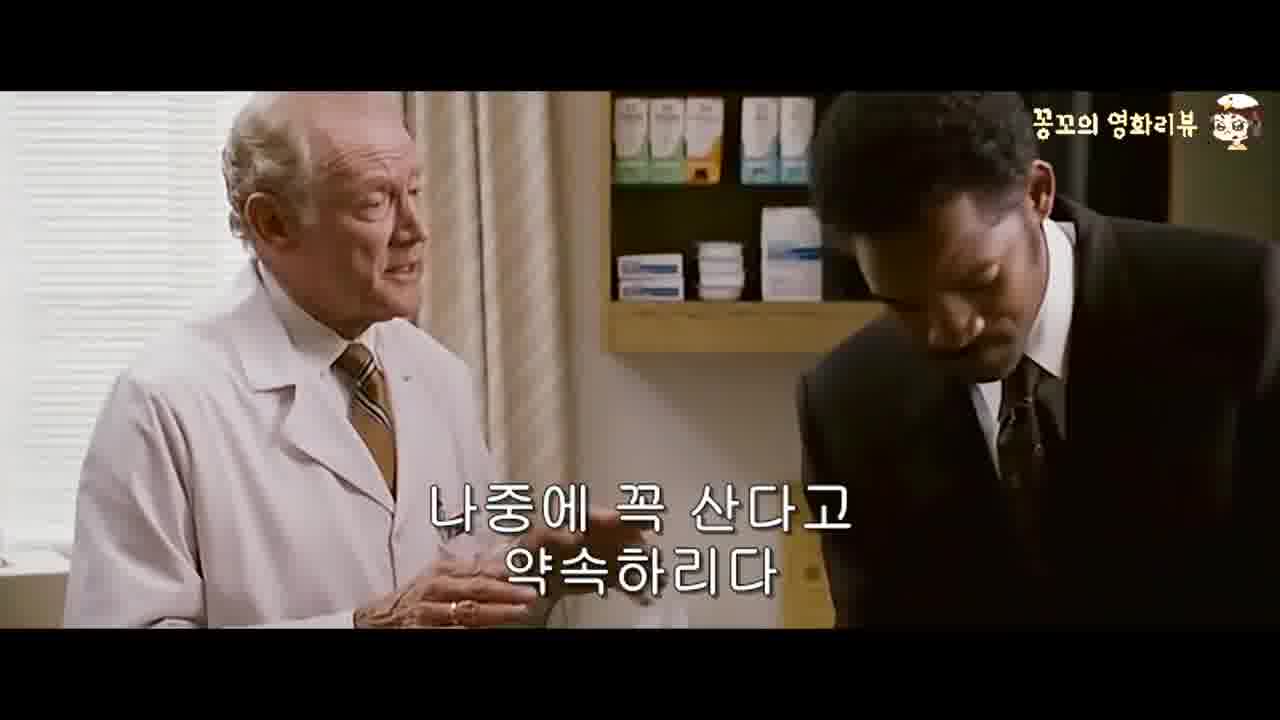 꽁꼬의 영화리뷰
나중에 꼭 산다고
약속하리다